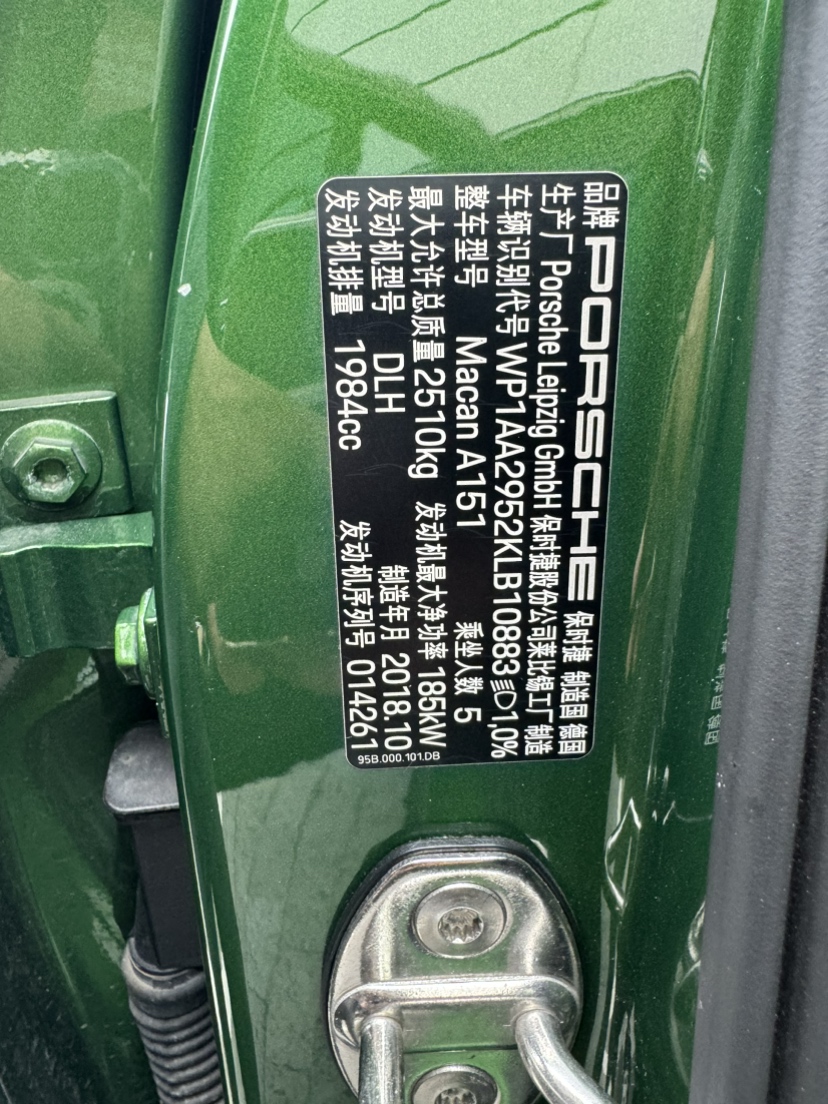 品牌 PORSCHE 保时捷 制造国 德国
生产厂 Porsche Leipzig GmbH 保时捷股份公司莱比锡工厂制造
车辆识别代号 WP1AA2952KLB10883 1,0%
整车型号 Macan A151 乘坐人数 5
最大允许总质量 2510kg 发动机最大净功率 185kW
发动机型号 DLH 制造年月 2018.10
发动机排量 1984cc 发动机序列号 014261
95B.000.101.DB